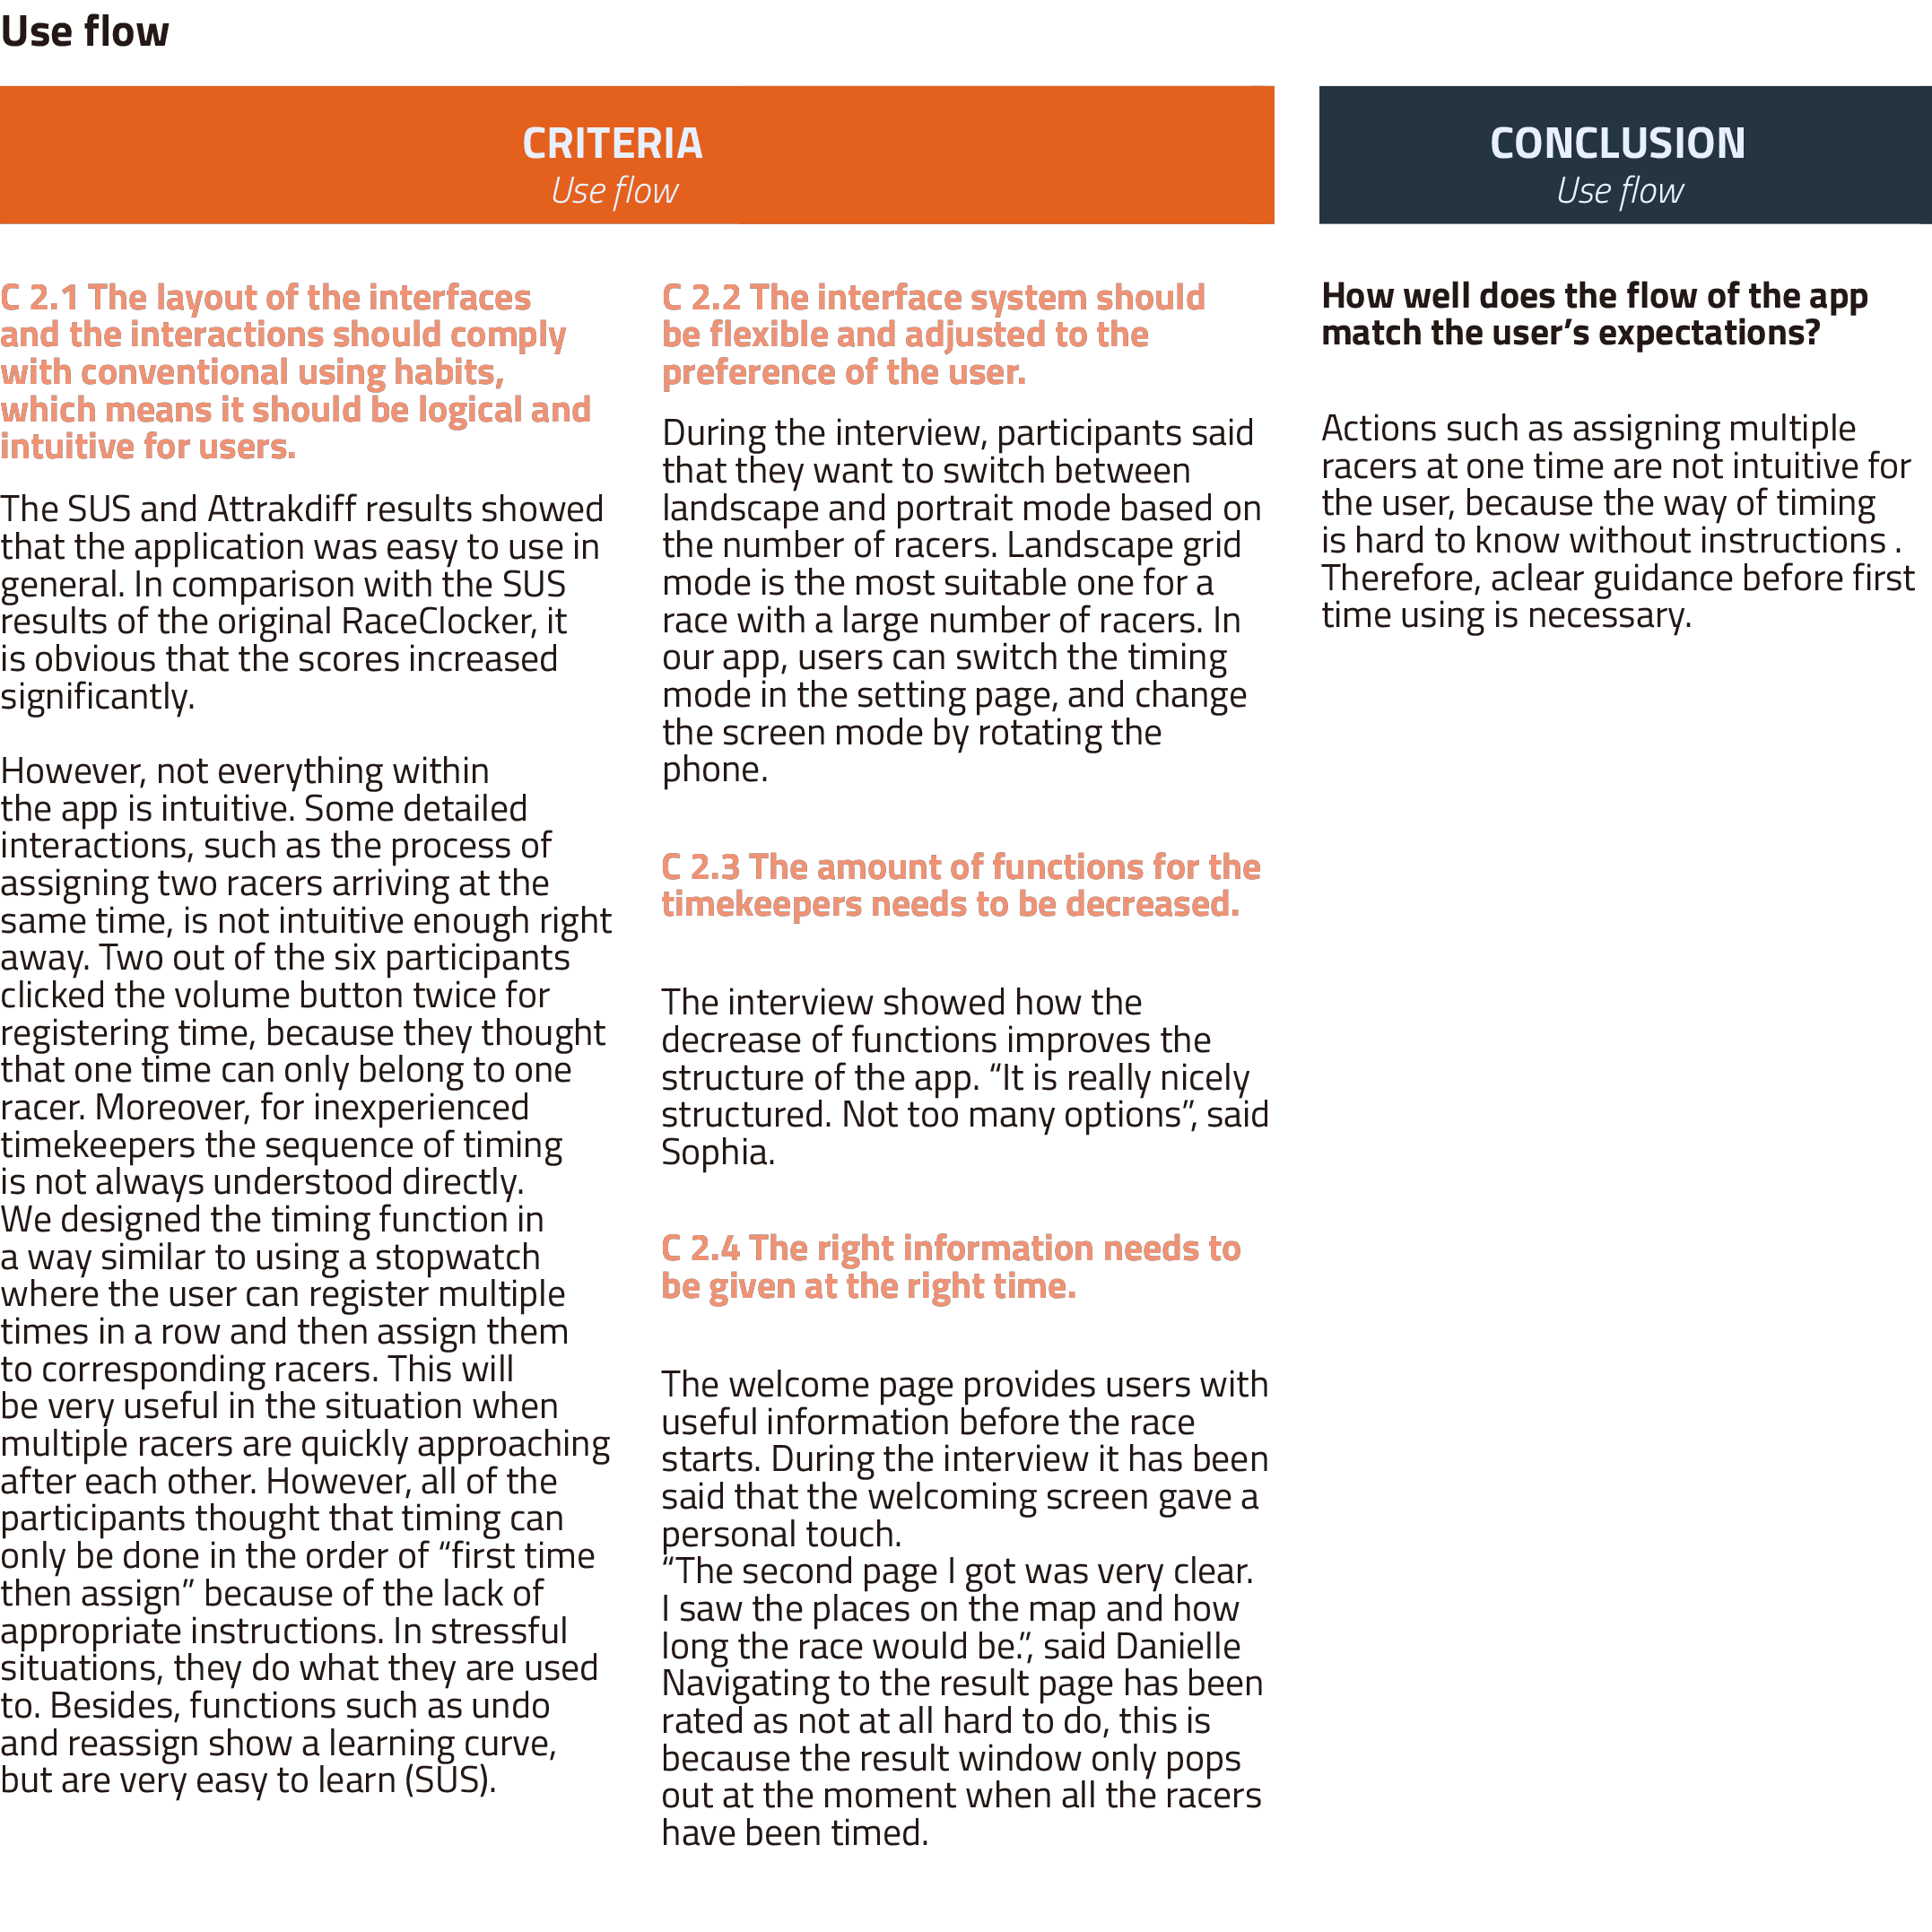 Use flow
CRITERIA
Use flow
C 2.1 The layout of the interfaces
and the interactions should comply
with conventional using habits,
which means it should be logical and
intuitive for users.
The SUS and Attrakdiff results showed
that the application was easy to use in
general. In comparison with the SUS
results of the original RaceClocker, it
is obvious that the scores increased
significantly.
However, not everything within
the app is intuitive. Some detailed
interactions, such as the process of
assigning two racers arriving at the
same time, is not intuitive enough right
away. Two out of the six participants
clicked the volume button twice for
registering time, because they thought
that one time can only belong to one
racer. Moreover, for inexperienced
timekeepers the sequence of timing
is not always understood directly.
We designed the timing function in
a way similar to using a stopwatch
where the user can register multiple
times in a row and then assign them
to corresponding racers. This will
be very useful in the situation when
multiple racers are quickly approaching
after each other. However, all of the
participants thought that timing can
only be done in the order of “first time
then assign” because of the lack of
appropriate instructions. In stressful
situations, they do what they are used
to. Besides, functions such as undo
and reassign show a learning curve,
but are very easy to learn (SUS).
C 2.2 The interface system should
be flexible and adjusted to the
preference of the user.
During the interview, participants said
that they want to switch between
landscape and portrait mode based on
the number of racers. Landscape grid
mode is the most suitable one for a
race with a large number of racers. In
our app, users can switch the timing
mode in the setting page, and change
the screen mode by rotating the
phone.
C 2.3 The amount of functions for the
timekeepers needs to be decreased.
The interview showed how the
decrease of functions improves the
structure of the app. “It is really nicely
structured. Not too many options”, said
Sophia.
C 2.4 The right information needs to
be given at the right time.
The welcome page provides users with
useful information before the race
starts. During the interview it has been
said that the welcoming screen gave a
personal touch.
“The second page I got was very clear.
I saw the places on the map and how
long the race would be.”, said Danielle
Navigating to the result page has been
rated as not at all hard to do, this is
because the result window only pops
out at the moment when all the racers
have been timed.
CONCLUSION
Use flow
How well does the flow of the app
match the user’s expectations?
Actions such as assigning multiple
racers at one time are not intuitive for
the user, because the way of timing
is hard to know without instructions .
Therefore, aclear guidance before first
time using is necessary.